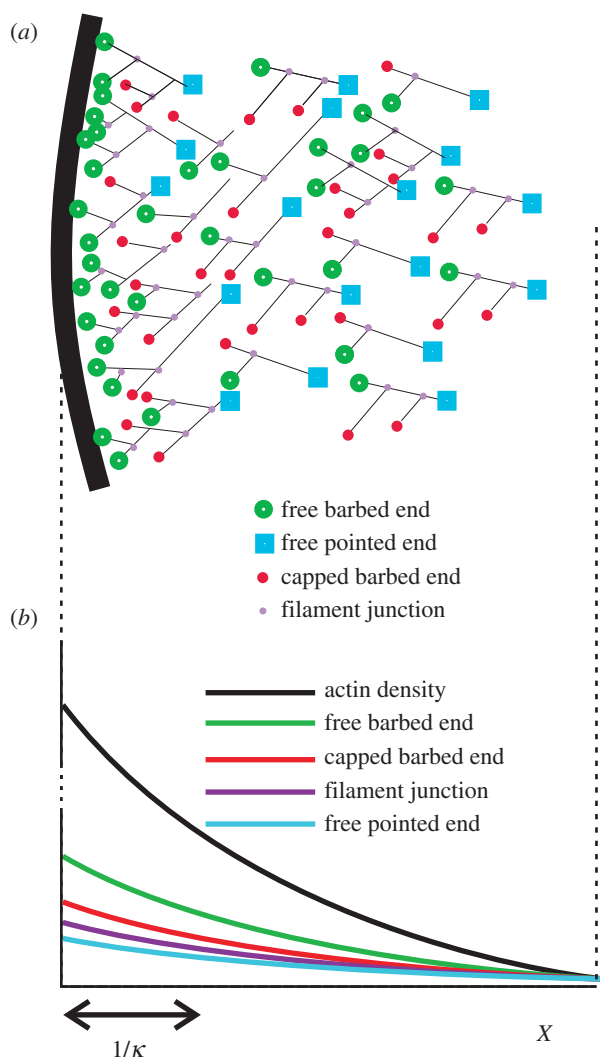 (a)
free barbed end
free pointed end
capped barbed end
filament junction
(b)
actin density
free barbed end
capped barbed end
filament junction
free pointed end
1/κ
X